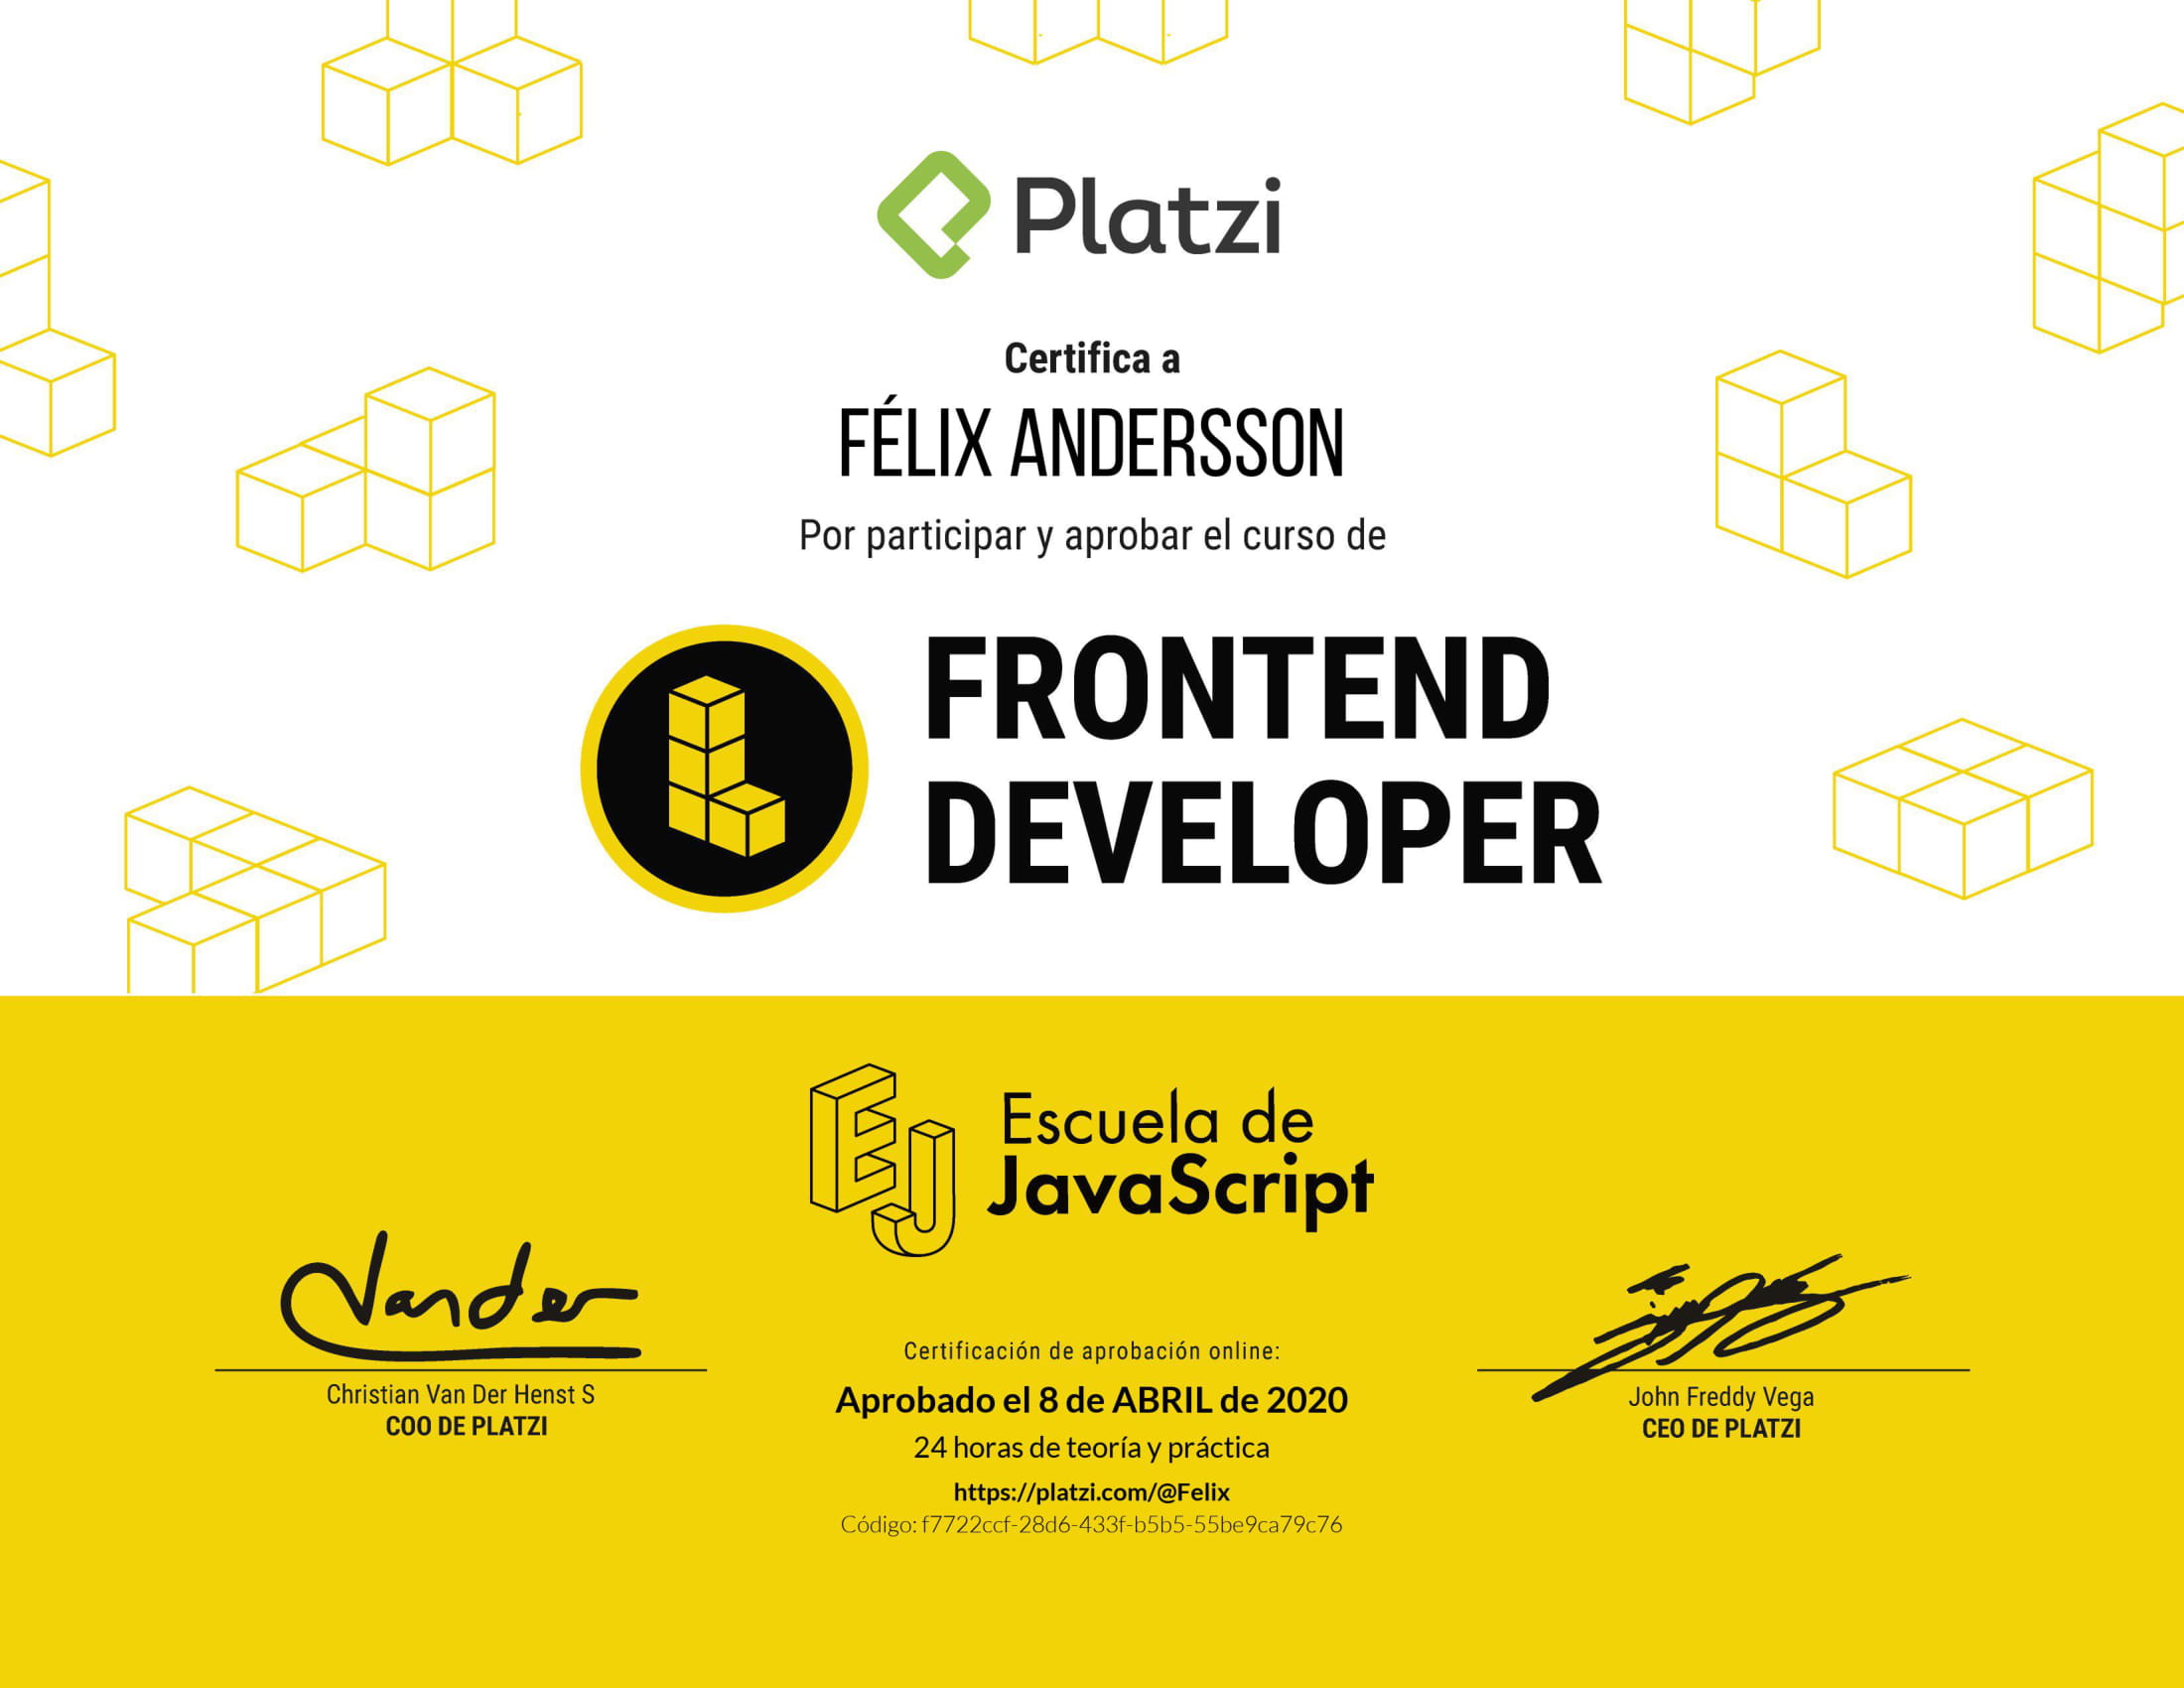 Platzi
Certifica a
FÉLIX ANDERSSON
Por participar y aprobar el curso de
FRONTEND
DEVELOPER
EJ
Escuela de
JavaScript
Vander
Christian Van Der Henst S
COO DE PLATZI
Certificación de aprobación online:
Aprobado el 8 de ABRIL de 2020
24 horas de teoría y práctica
https://platzi.com/@Felix
Código: f7722ccf-28d6-433f-b5b5-55be9ca79c76
John Freddy Vega
CEO DE PLATZI